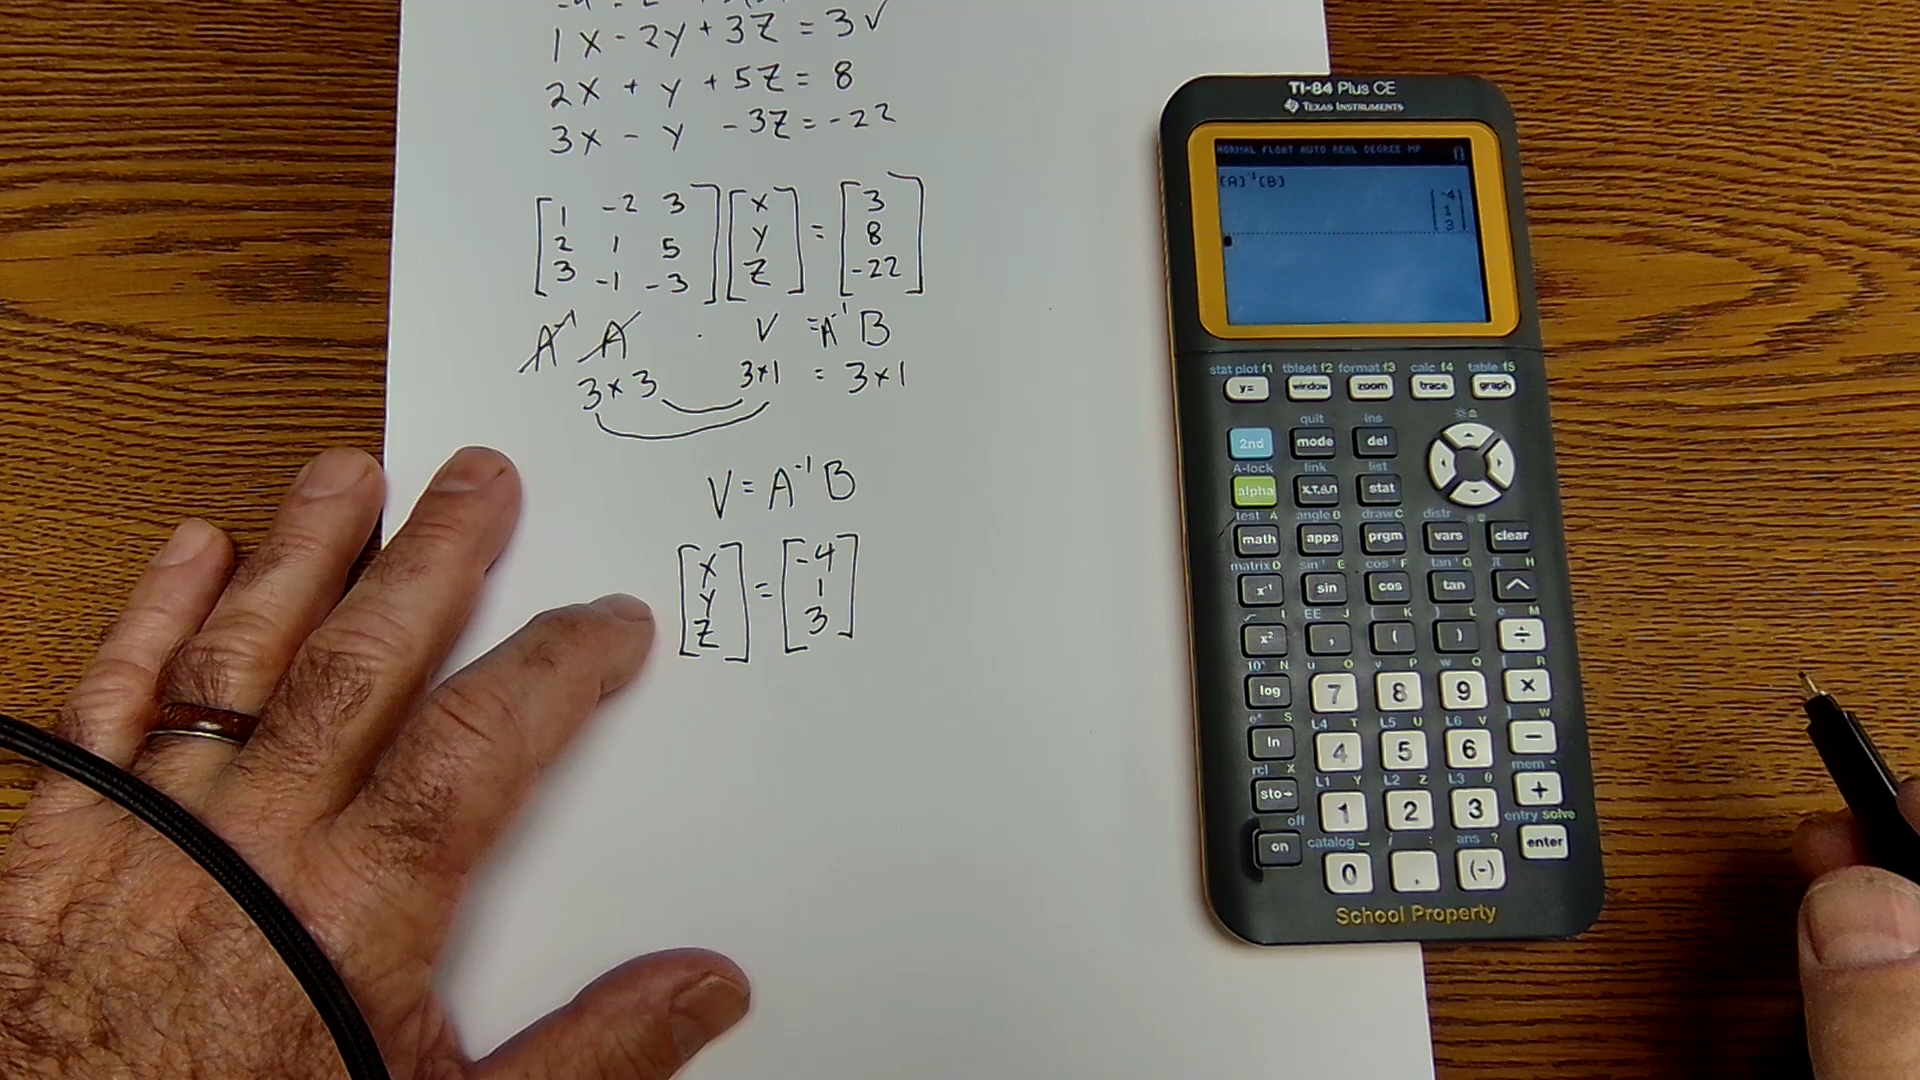 1x - 2y + 3z = 3 ✓
2x + y + 5z = 8
3x - y - 3z = -22
[1 -2 3] [x] = [3]
[2 1 5] [y] = [8]
[3 -1 -3] [z] = [-22]
A⁻¹ A · V = A⁻¹ B
3x3 3x1 = 3x1
V = A⁻¹ B
[x] = [-4]
[y] = [1]
[z] = [3]
TI-84 Plus CE
TEXAS INSTRUMENTS
NORMAL FLOAT AUTO REAL DEGREE MP
[A]⁻¹[B]
[-4]
[1]
[3]
stat plot f1 tblset f2 format f3 calc f4 table f5
y= window zoom trace graph
quit ins
2nd mode del
A-lock link list
alpha X,T,θ,n stat
test A angle B draw C distr
math apps prgm vars clear
matrix D sin⁻¹ E cos⁻¹ F tan⁻¹ G π H
x⁻¹ sin cos tan ^
√ I EE J { K } L e M
x² , ( ) ÷
10ˣ N u O v P w Q [ R
log 7 8 9 ×
eˣ S L4 T L5 U L6 V ] W
ln 4 5 6 −
rcl X L1 Y L2 Z L3 θ mem "
sto→ 1 2 3 +
off catalog _ i : ans ? entry solve
on 0 . (-) enter
School Property